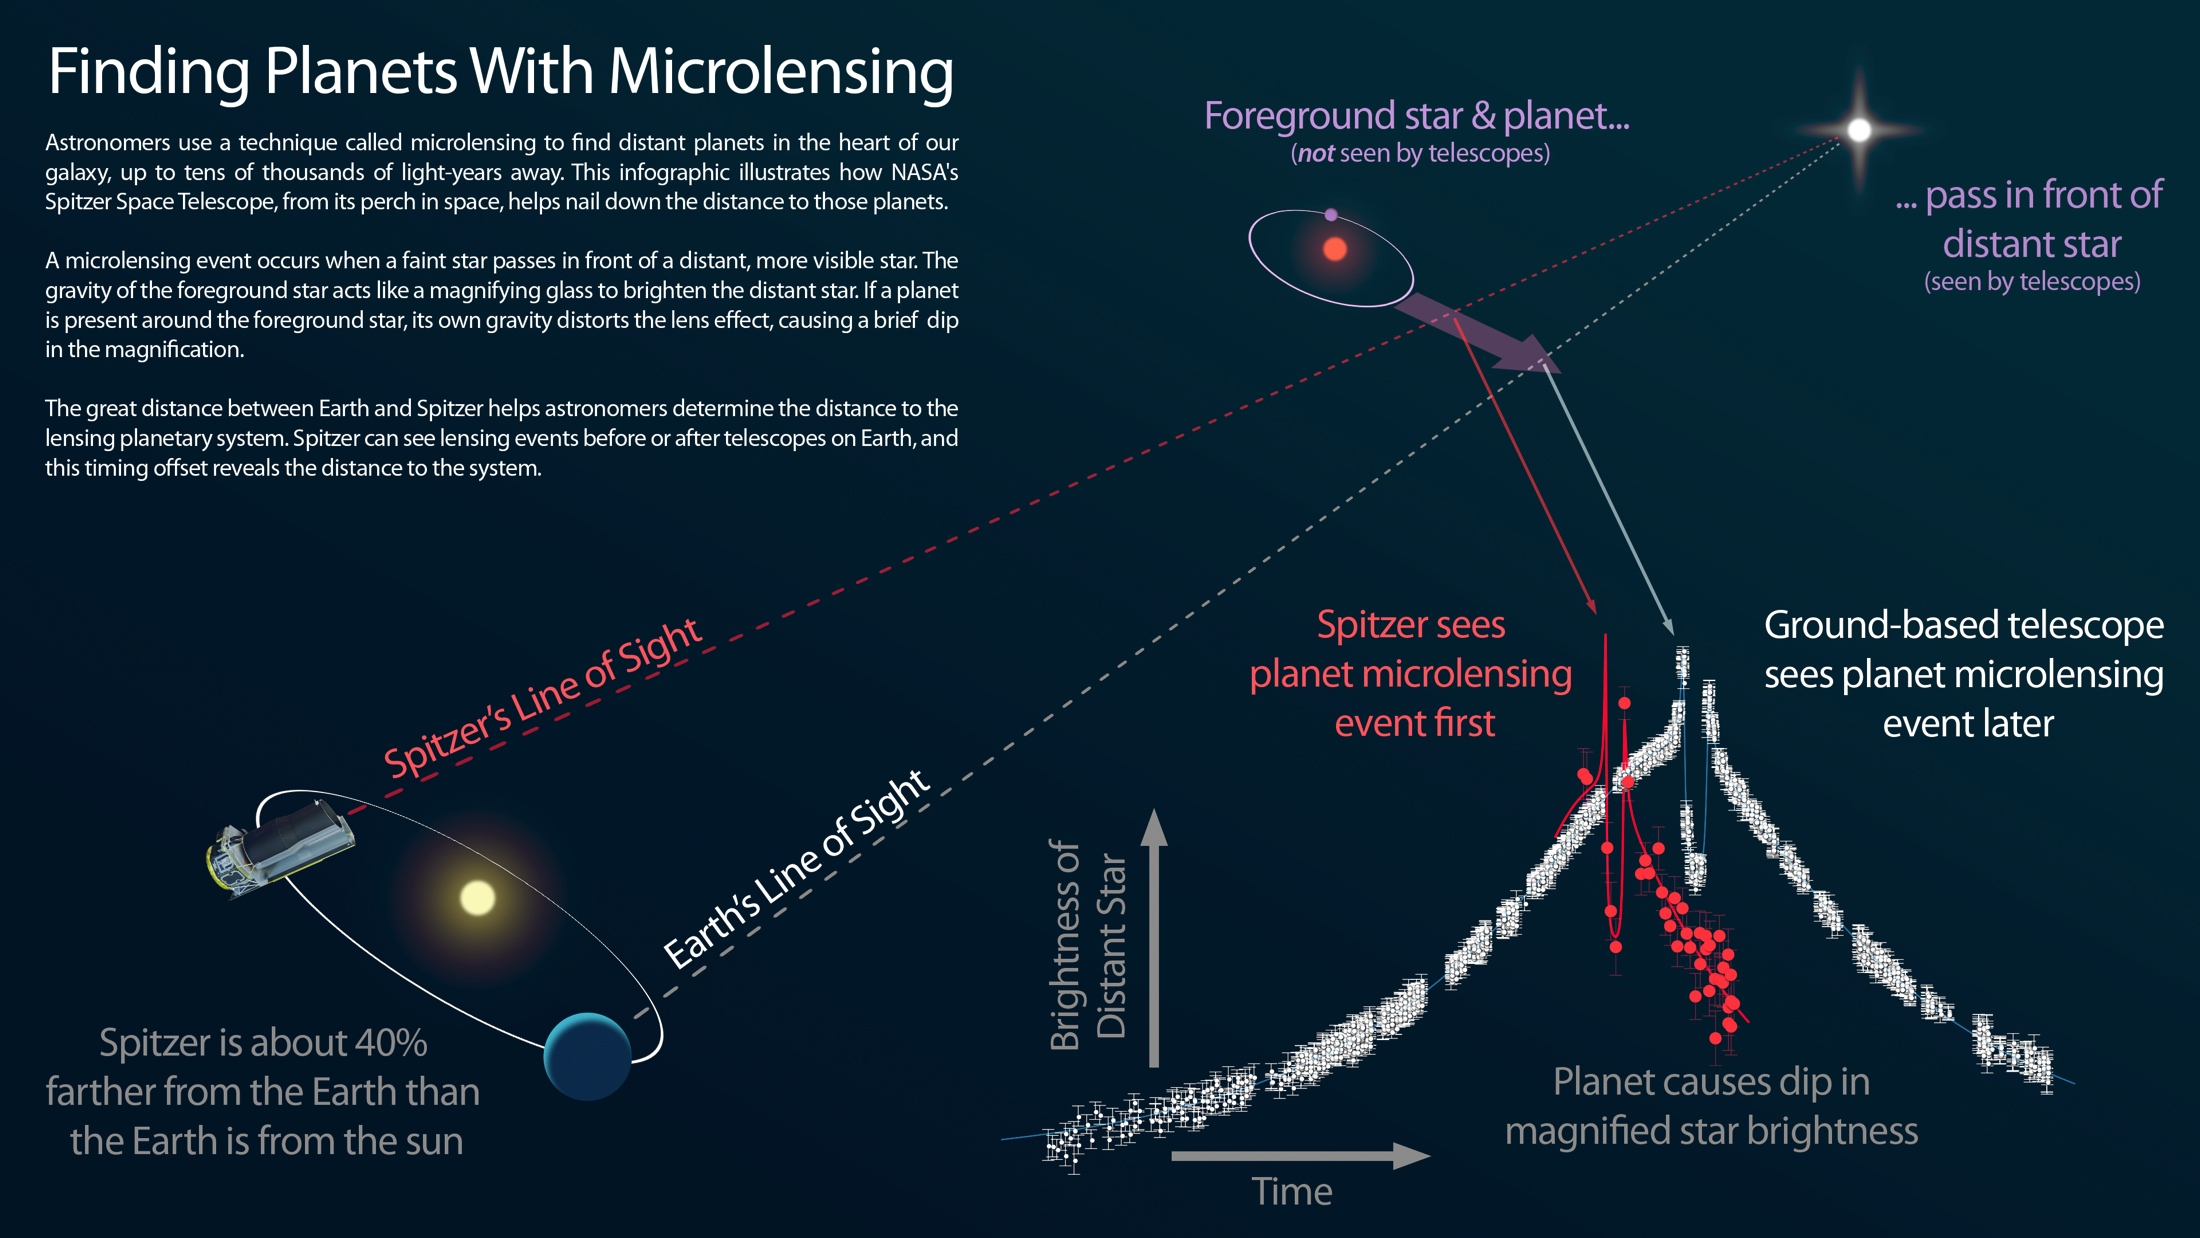 Finding Planets With Microlensing
Astronomers use a technique called microlensing to find distant planets in the heart of our
galaxy, up to tens of thousands of light-years away. This infographic illustrates how NASA's
Spitzer Space Telescope, from its perch in space, helps nail down the distance to those planets.
A microlensing event occurs when a faint star passes in front of a distant, more visible star. The
gravity of the foreground star acts like a magnifying glass to brighten the distant star. If a planet
is present around the foreground star, its own gravity distorts the lens effect, causing a brief dip
in the magnification.
The great distance between Earth and Spitzer helps astronomers determine the distance to the
lensing planetary system. Spitzer can see lensing events before or after telescopes on Earth, and
this timing offset reveals the distance to the system.
Foreground star & planet...
(not seen by telescopes)
... pass in front of
distant star
(seen by telescopes)
Spitzer's Line of Sight
Earth's Line of Sight
Spitzer is about 40%
farther from the Earth than
the Earth is from the sun
Spitzer sees
planet microlensing
event first
Ground-based telescope
sees planet microlensing
event later
Brightness of
Distant Star
Planet causes dip in
magnified star brightness
Time